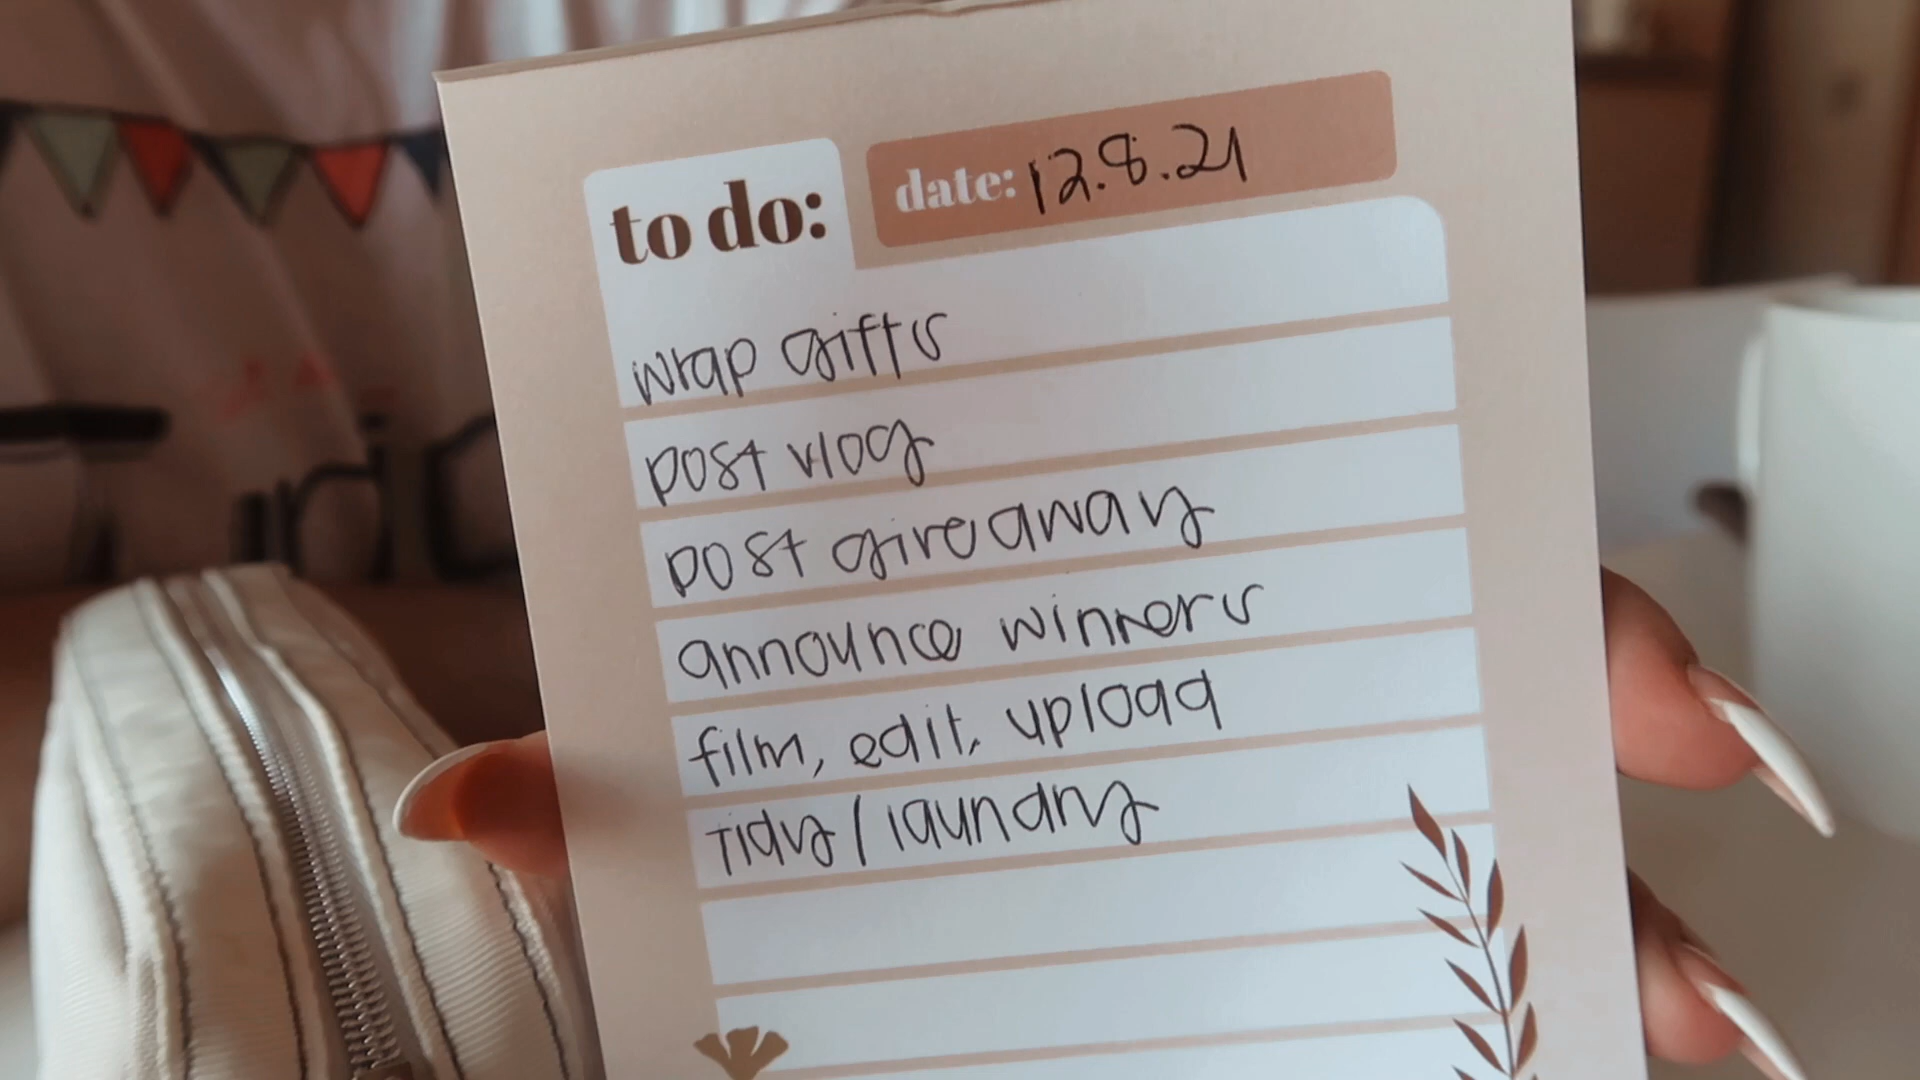 to do:
date: 12.8.21
wrap gifts
post vlog
post giveaway
announce winners
film, edit, upload
Tidy / laundry